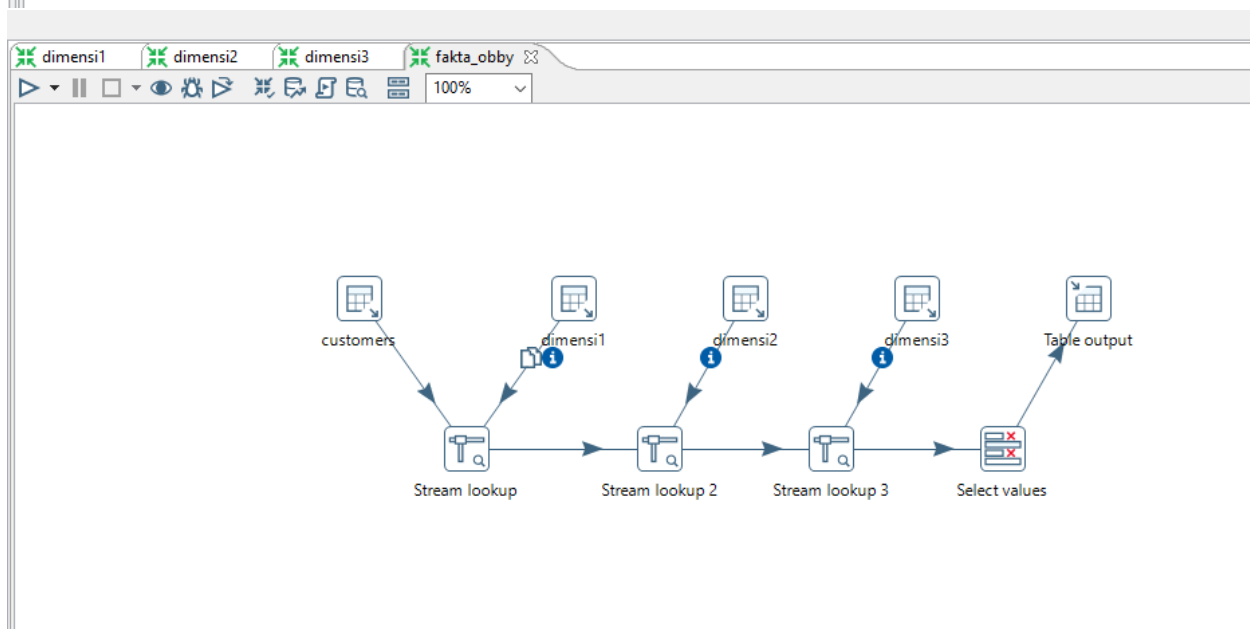 dimensi1 dimensi2 dimensi3 fakta_obby
100%
customers dimensi1 dimensi2 dimensi3 Table output
Stream lookup Stream lookup 2 Stream lookup 3 Select values